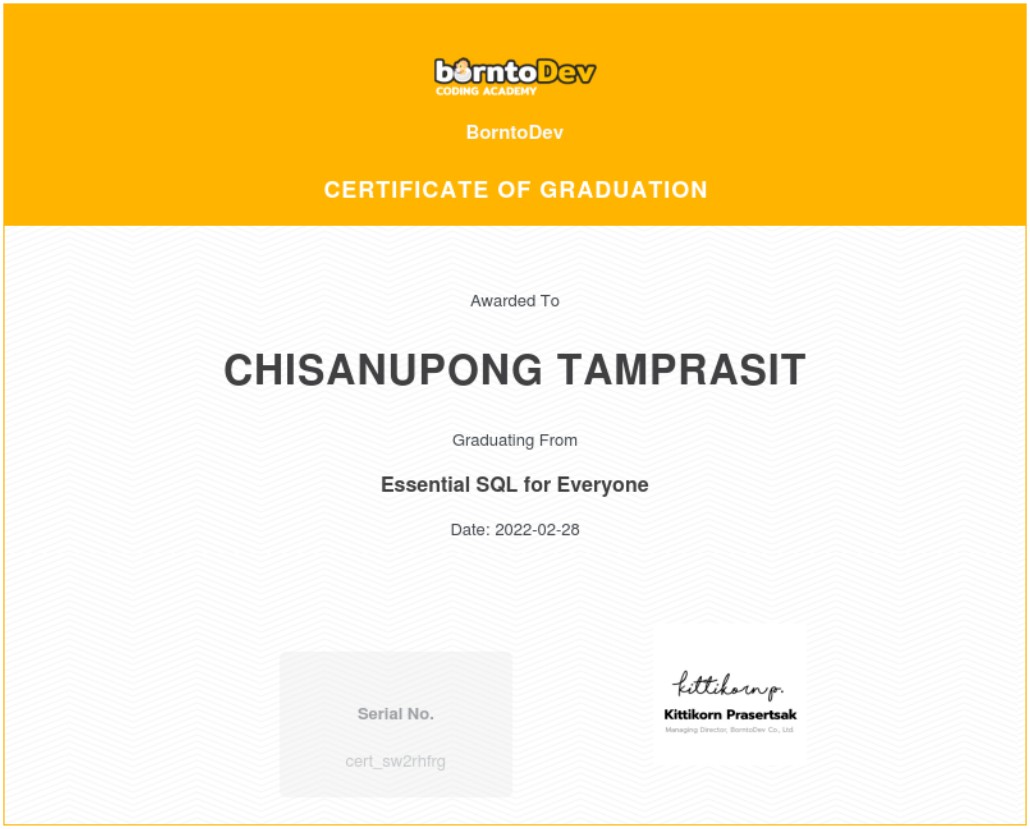 borntoDev
CODING ACADEMY
BorntoDev
CERTIFICATE OF GRADUATION
Awarded To
CHISANUPONG TAMPRASIT
Graduating From
Essential SQL for Everyone
Date: 2022-02-28
kittikorn p.
Kittikorn Prasertsak
Managing Director, BorntoDev Co., Ltd.
Serial No.
cert_sw2rhfrg